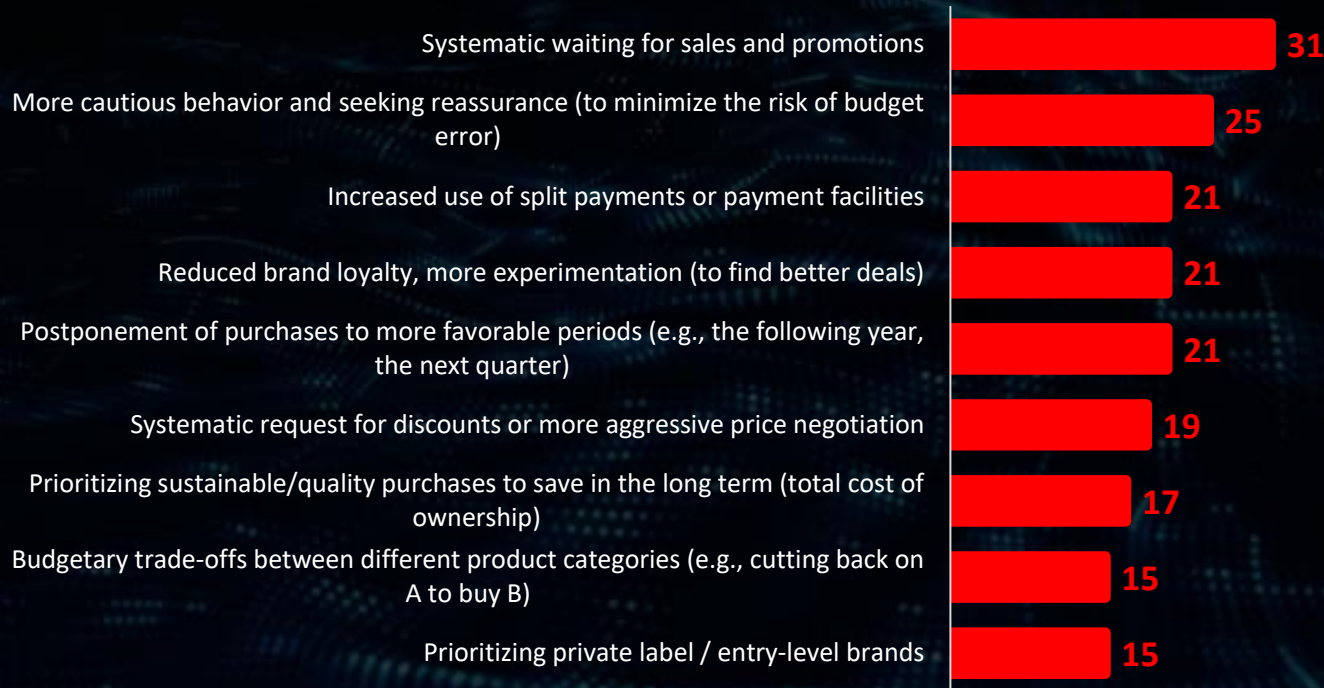 Systematic waiting for sales and promotions
31
More cautious behavior and seeking reassurance (to minimize the risk of budget
error)
25
Increased use of split payments or payment facilities
21
Reduced brand loyalty, more experimentation (to find better deals)
21
Postponement of purchases to more favorable periods (e.g., the following year,
the next quarter)
21
Systematic request for discounts or more aggressive price negotiation
19
Prioritizing sustainable/quality purchases to save in the long term (total cost of
ownership)
17
Budgetary trade-offs between different product categories (e.g., cutting back on
A to buy B)
15
Prioritizing private label / entry-level brands
15